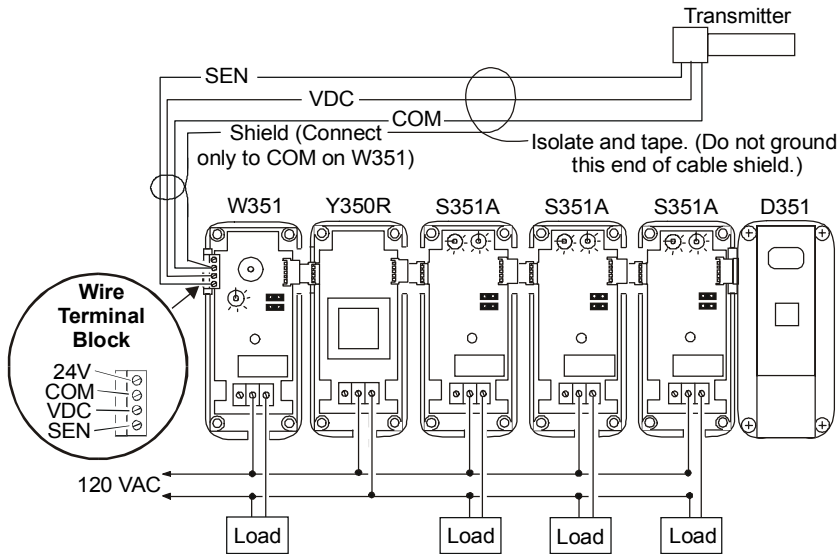 Transmitter
SEN
VDC
COM
Shield (Connect
only to COM on W351)
Isolate and tape. (Do not ground
this end of cable shield.)
W351
Y350R
S351A
S351A
S351A
D351
Wire
Terminal
Block
24V
COM
VDC
SEN
120 VAC
Load
Load
Load
Load